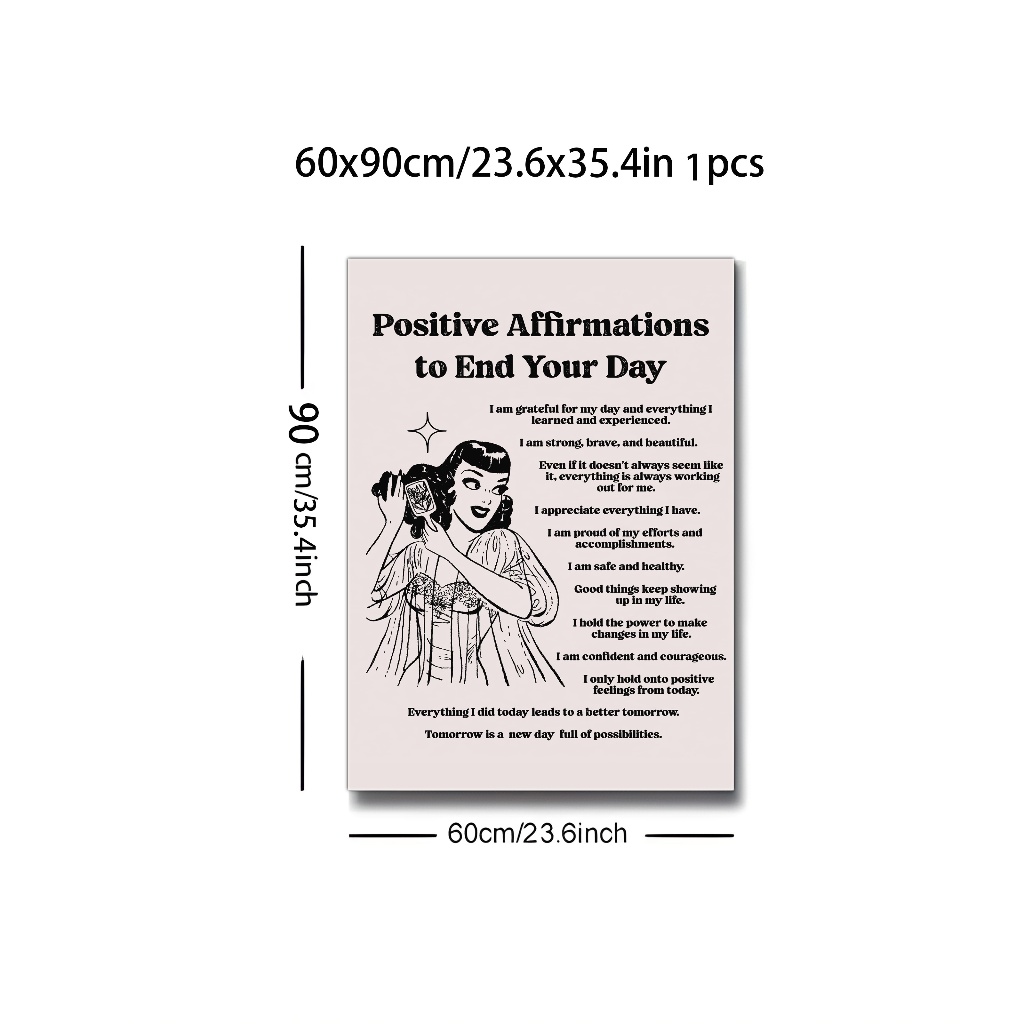 60x90cm/23.6x35.4in 1pcs
90 cm/35.4inch
Positive Affirmations
to End Your Day
I am grateful for my day and everything I
learned and experienced.
I am strong, brave, and beautiful.
Even if it doesn't always seem like
it, everything is always working
out for me.
I appreciate everything I have.
I am proud of my efforts and
accomplishments.
I am safe and healthy.
Good things keep showing
up in my life.
I hold the power to make
changes in my life.
I am confident and courageous.
I only hold onto positive
feelings from today.
Everything I did today leads to a better tomorrow.
Tomorrow is a new day full of possibilities.
60cm/23.6inch